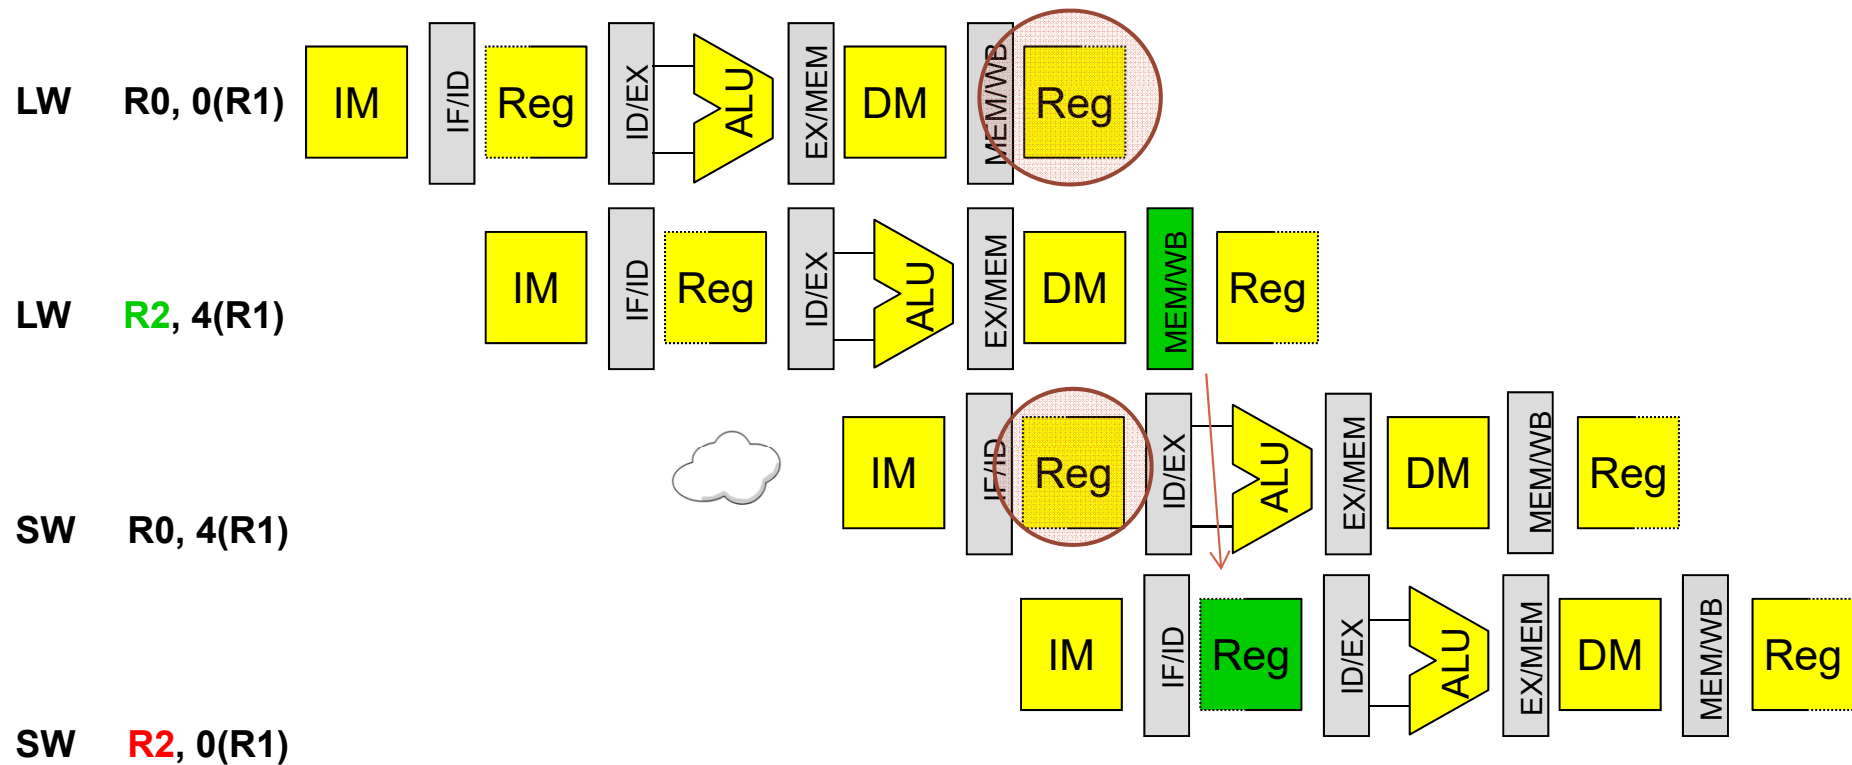 LW R0, 0(R1) IM IF/ID Reg ID/EX ALU EX/MEM DM MEM/WB Reg
LW R2, 4(R1) IM IF/ID Reg ID/EX ALU EX/MEM DM MEM/WB Reg
SW R0, 4(R1) IM IF/ID Reg ID/EX ALU EX/MEM DM MEM/WB Reg
SW R2, 0(R1) IM IF/ID Reg ID/EX ALU EX/MEM DM MEM/WB Reg